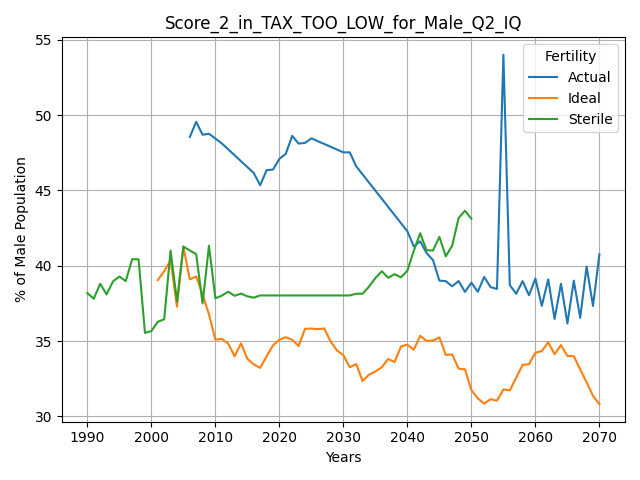 Score_2_in_TAX_TOO_LOW_for_Male_Q2_IQ
55
50
45
40
35
30
% of Male Population
Fertility
Actual
Ideal
Sterile
1990 2000 2010 2020 2030 2040 2050 2060 2070
Years